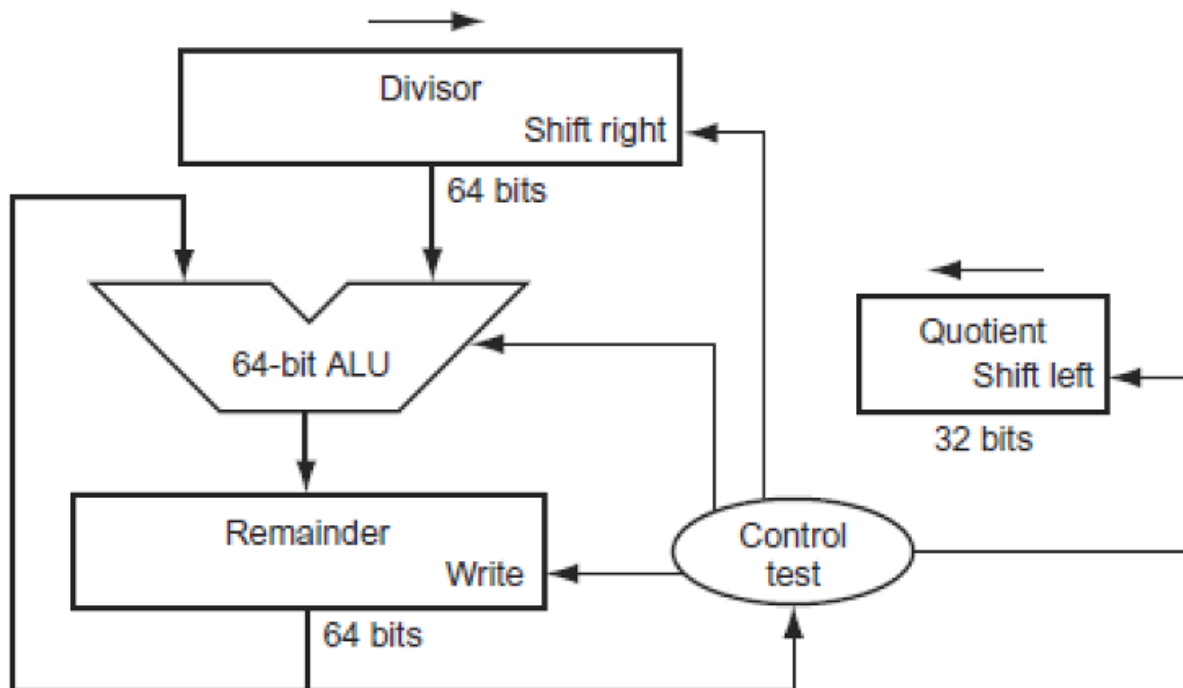 Divisor
Shift right
64 bits
64-bit ALU
Quotient
Shift left
32 bits
Remainder
Write
64 bits
Control
test